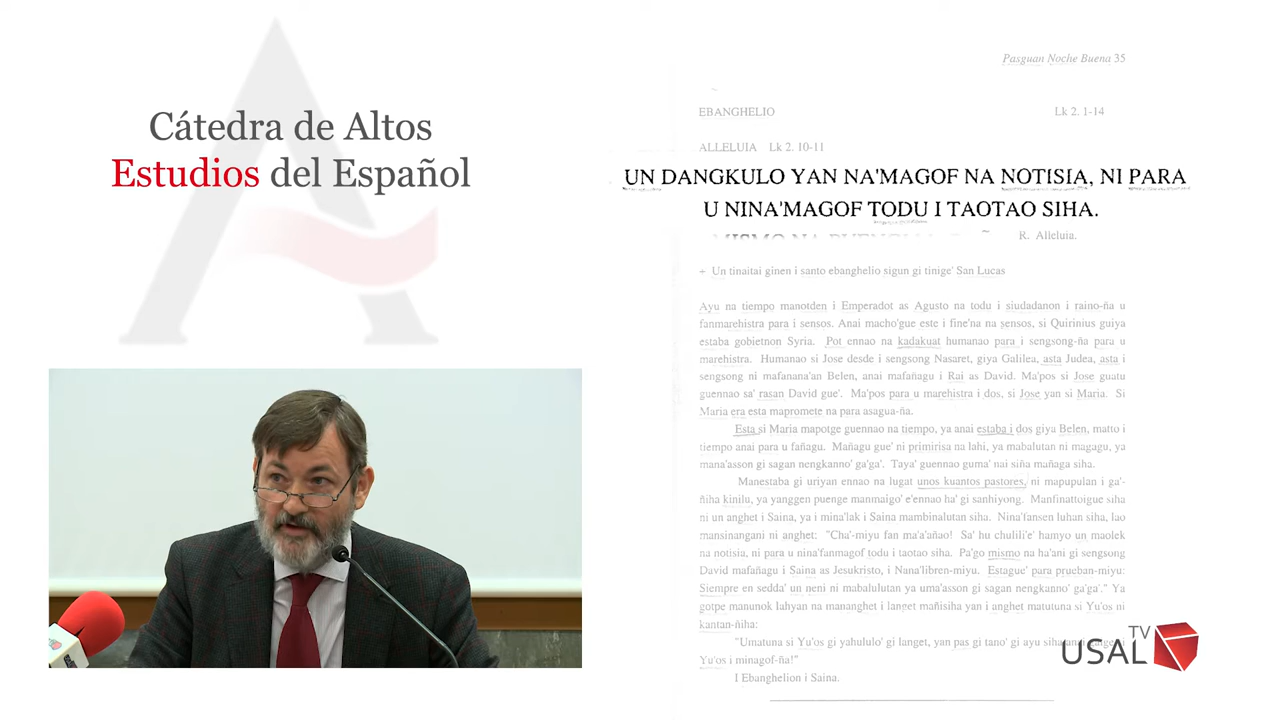 Cátedra de Altos
Estudios del Español
Pasguan Noche Buena 35
EBANGHELIO Lk 2. 1-14
ALLELUIA Lk 2. 10-11
UN DANGKULO YAN NA'MAGOF NA NOTISIA, NI PARA
U NINA'MAGOF TODU I TAOTAO SIHA.
R. Alleluia.
+ Un tinaitai ginen i santo ebanghelio sigun gi tinige' San Lucas
Ayu na tiempo manotden i Emperadot as Agusto na todu i siudadanon i raino-ña u
fanmarehistra para i sensos. Anai macho'gue este i fine'na na sensos, si Quirinius guiya
estaba gobietnon Syria. Pot ennao na kadakuat humanao para i sengsong-ña para u
marehistra. Humanao si Jose desde i sengsong Nasaret, giya Galilea, asta Judea, asta i
sengsong ni mafanana'an Belen, anai mafañagu i Rai as David. Ma'pos si Jose guatu
guennao sa' rasan David gue'. Ma'pos para u marehistra i dos, si Jose yan si Maria. Si
Maria era esta mapromete na para asagua-ña.
Esta si Maria mapotge guennao na tiempo, ya anai estaba i dos giya Belen, matto i
tiempo anai para u fañagu. Mañagu gue' ni primirisa na lahi, ya mabalutan ni magagu, ya
mana'asson gi sagan nengkanno' ga'ga'. Taya' guennao guma' nai siña mañaga siha.
Manestaba gi uriyan ennao na lugat unos kuantos pastores, ni mapupulan i ga'-
ñiha kinilu, ya yanggen puenge manmaigo' e'ennao ha' gi sanhiyong. Manfinattoigue siha
ni un anghet i Saina, ya i mina'lak i Saina mambinalutan siha. Nina'fansen luhan siha, lao
mansinangani ni anghet: "Cha'-miyu fan ma'a'añao! Sa' hu chulili'e' hamyo un maolek
na notisia, ni para u nina'fanmagof todu i taotao siha. Pa'go mismo na ha'ani gi sengsong
David mafañagu i Saina as Jesukristo, i Nana'libren-miyu. Estague' para prueban-miyu:
Siempre en sedda' un neni ni mabalulutan ya uma'asson gi sagan nengkanno' ga'ga'." Ya
gotpe manunok lahyan na mananghet i langet mañisiha yan i anghet matutuna si Yu'os ni
kantan-ñiha:
"Umatuna si Yu'os gi yahululo' gi langet, yan pas gi tano' gi ayu siha
Yu'os i minagof-ña!"
I Ebanghelion i Saina.
USAL TV